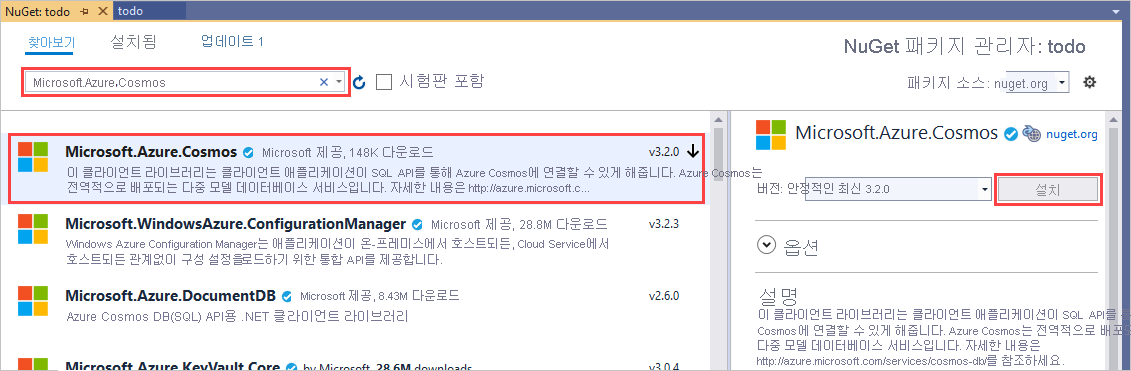 NuGet: todo
todo
찾아보기 설치됨 업데이트 1
NuGet 패키지 관리자: todo
Microsoft.Azure.Cosmos
시험판 포함
패키지 소스: nuget.org
Microsoft.Azure.Cosmos Microsoft 제공, 148K 다운로드 v3.2.0
이 클라이언트 라이브러리는 클라이언트 애플리케이션이 SQL API를 통해 Azure Cosmos에 연결할 수 있게 해줍니다. Azure Cosmos는
전역적으로 배포되는 다중 모델 데이터베이스 서비스입니다. 자세한 내용은 http://azure.microsoft.c...
Microsoft.WindowsAzure.ConfigurationManager Microsoft 제공, 28.8M 다운로드 v3.2.3
Windows Azure Configuration Manager는 애플리케이션이 온-프레미스에서 호스트되든, Cloud Service에서
호스트되든 관계없이 구성 설정을로드하기 위한 통합 API를 제공합니다.
Microsoft.Azure.DocumentDB Microsoft 제공, 8.43M 다운로드 v2.6.0
Azure Cosmos DB(SQL) API용 .NET 클라이언트 라이브러리
Microsoft.Azure.KeyVault.Core by Microsoft, 28.6M downloads v3.0.4
Microsoft.Azure.Cosmos nuget.org
버전: 안정적인 최신 3.2.0 설치
옵션
설명
이 클라이언트 라이브러리는 클라이언트 애플리케이션이 SQL API를
Cosmos에 연결할 수 있게 해줍니다. Azure Cosmos는 전역적으로 배포
다중 모델 데이터베이스 서비스입니다. 자세한 내용은
http://azure.microsoft.com/services/cosmos-db/를 참조하세요.